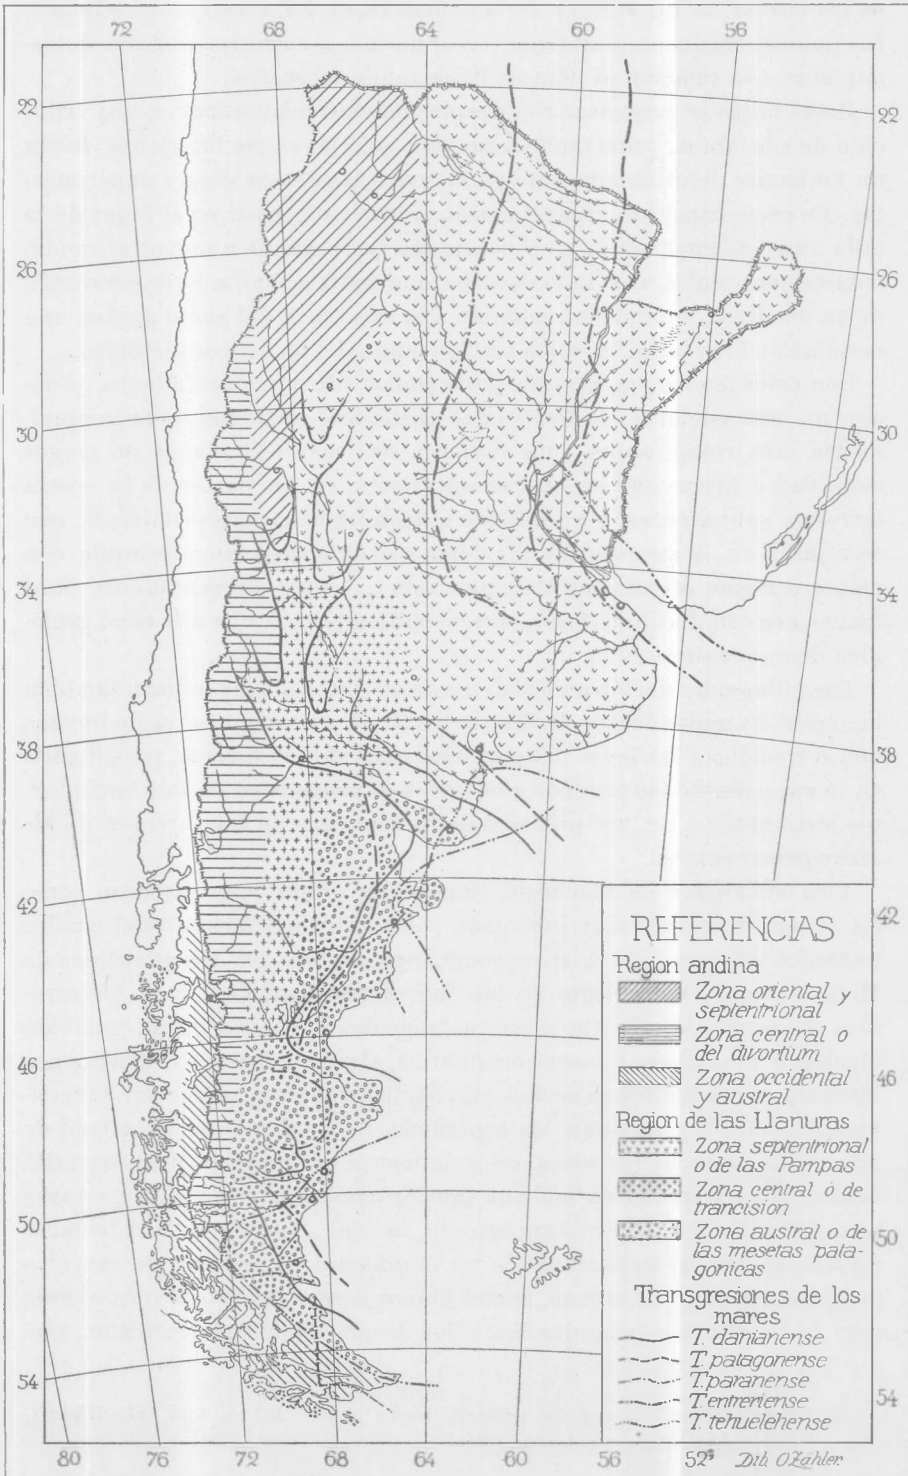 72 68 64 60 56
22 22
26 26
30 30
34 34
38 38
42 42
46 46
50 50
54 54
80 76 72 68 64 60 56 52
REFERENCIAS
Region andina
Zona oriental y
septentrional
Zona central o
del divortium
Zona occidental
y austral
Region de las Llanuras
Zona septentrional
o de las Pampas
Zona central ó de
trancision
Zona austral o de
las mesetas pata-
gonicas
Transgresiones de los
mares
T. danianense
T. patagonense
T. paranense
T. entreriense
T. tehuelehense
Dib. O. Zahler.